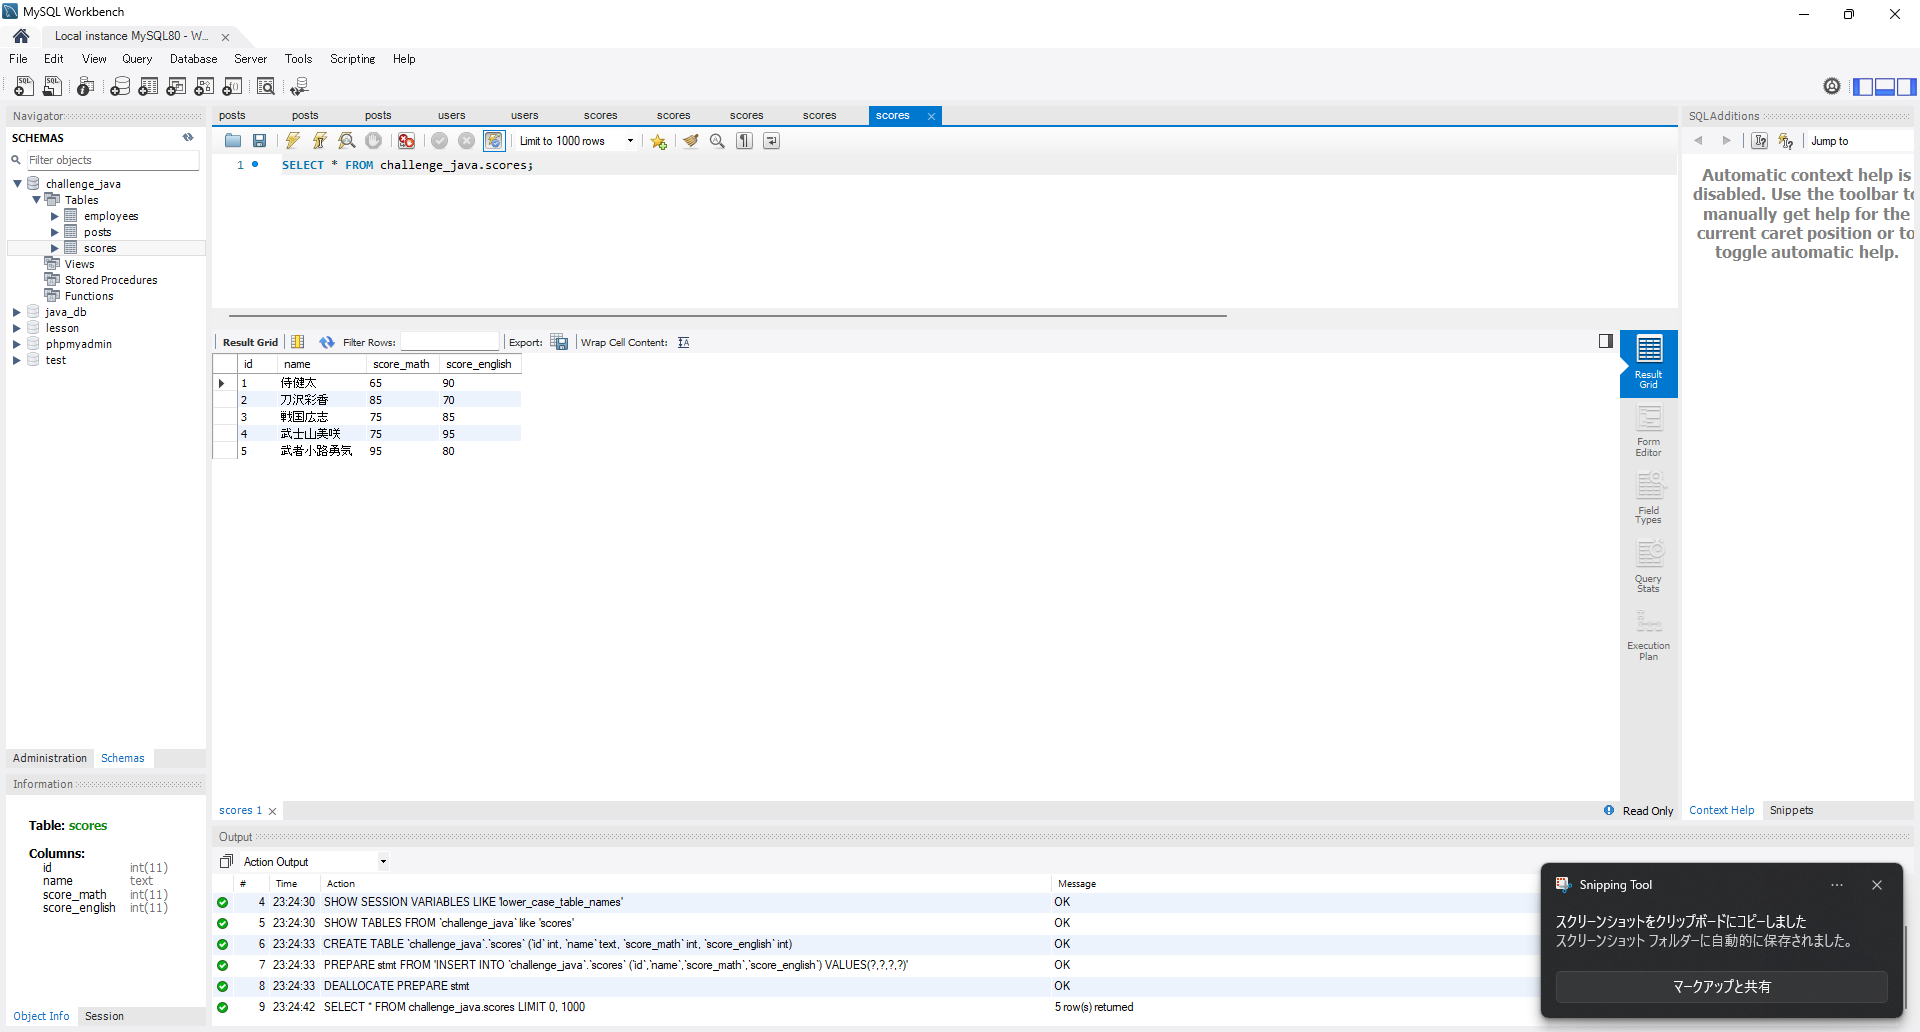 MySQL Workbench
Local instance MySQL80 - W...
File Edit View Query Database Server Tools Scripting Help
Navigator
SCHEMAS
Filter objects
challenge_java
Tables
employees
posts
scores
Views
Stored Procedures
Functions
java_db
lesson
phpmyadmin
test
Administration Schemas
Information
Table: scores
Columns:
id int(11)
name text
score_math int(11)
score_english int(11)
Object Info Session
posts posts posts users users scores scores scores scores scores
Limit to 1000 rows
1 SELECT * FROM challenge_java.scores;
Result Grid Filter Rows: Export: Wrap Cell Content:
id name score_math score_english
1 侍健太 65 90
2 刀沢彩香 85 70
3 戦国広志 75 85
4 武士山美咲 75 95
5 武者小路勇気 95 80
Result
Grid
Form
Editor
Field
Types
Query
Stats
Execution
Plan
scores 1 Read Only
Output
Action Output
# Time Action Message
4 23:24:30 SHOW SESSION VARIABLES LIKE 'lower_case_table_names' OK
5 23:24:30 SHOW TABLES FROM `challenge_java` like 'scores' OK
6 23:24:33 CREATE TABLE `challenge_java`.`scores` (`id` int, `name` text, `score_math` int, `score_english` int) OK
7 23:24:33 PREPARE stmt FROM 'INSERT INTO `challenge_java`.`scores` (`id`,`name`,`score_math`,`score_english`) VALUES(?,?,?,?)' OK
8 23:24:33 DEALLOCATE PREPARE stmt OK
9 23:24:42 SELECT * FROM challenge_java.scores LIMIT 0, 1000 5 row(s) returned
SQLAdditions
Jump to
Automatic context help is
disabled. Use the toolbar to
manually get help for the
current caret position or to
toggle automatic help.
Context Help Snippets
Snipping Tool
スクリーンショットをクリップボードにコピーしました
スクリーンショット フォルダーに自動的に保存されました。
マークアップと共有